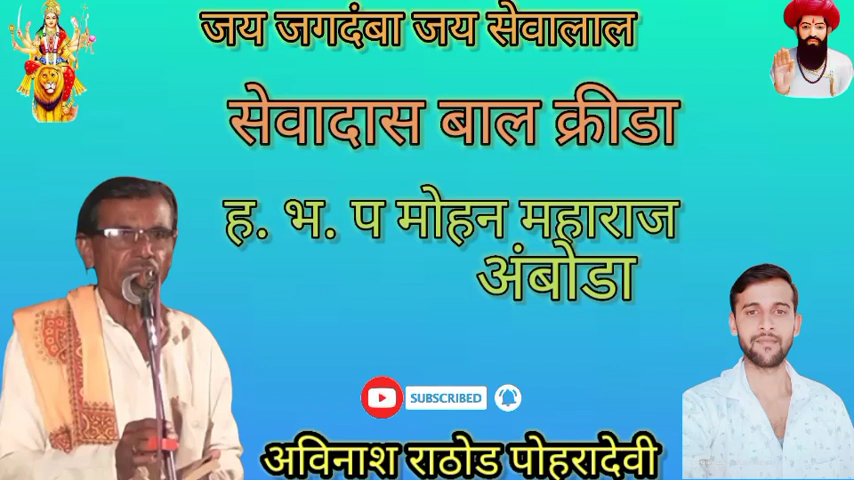 जय जगदंबा जय सेवालाल
सेवादास बाल क्रीडा
ह. भ. प मोहन महाराज
अंबोडा
SUBSCRIBED
अविनाश राठोड पोहरादेवी